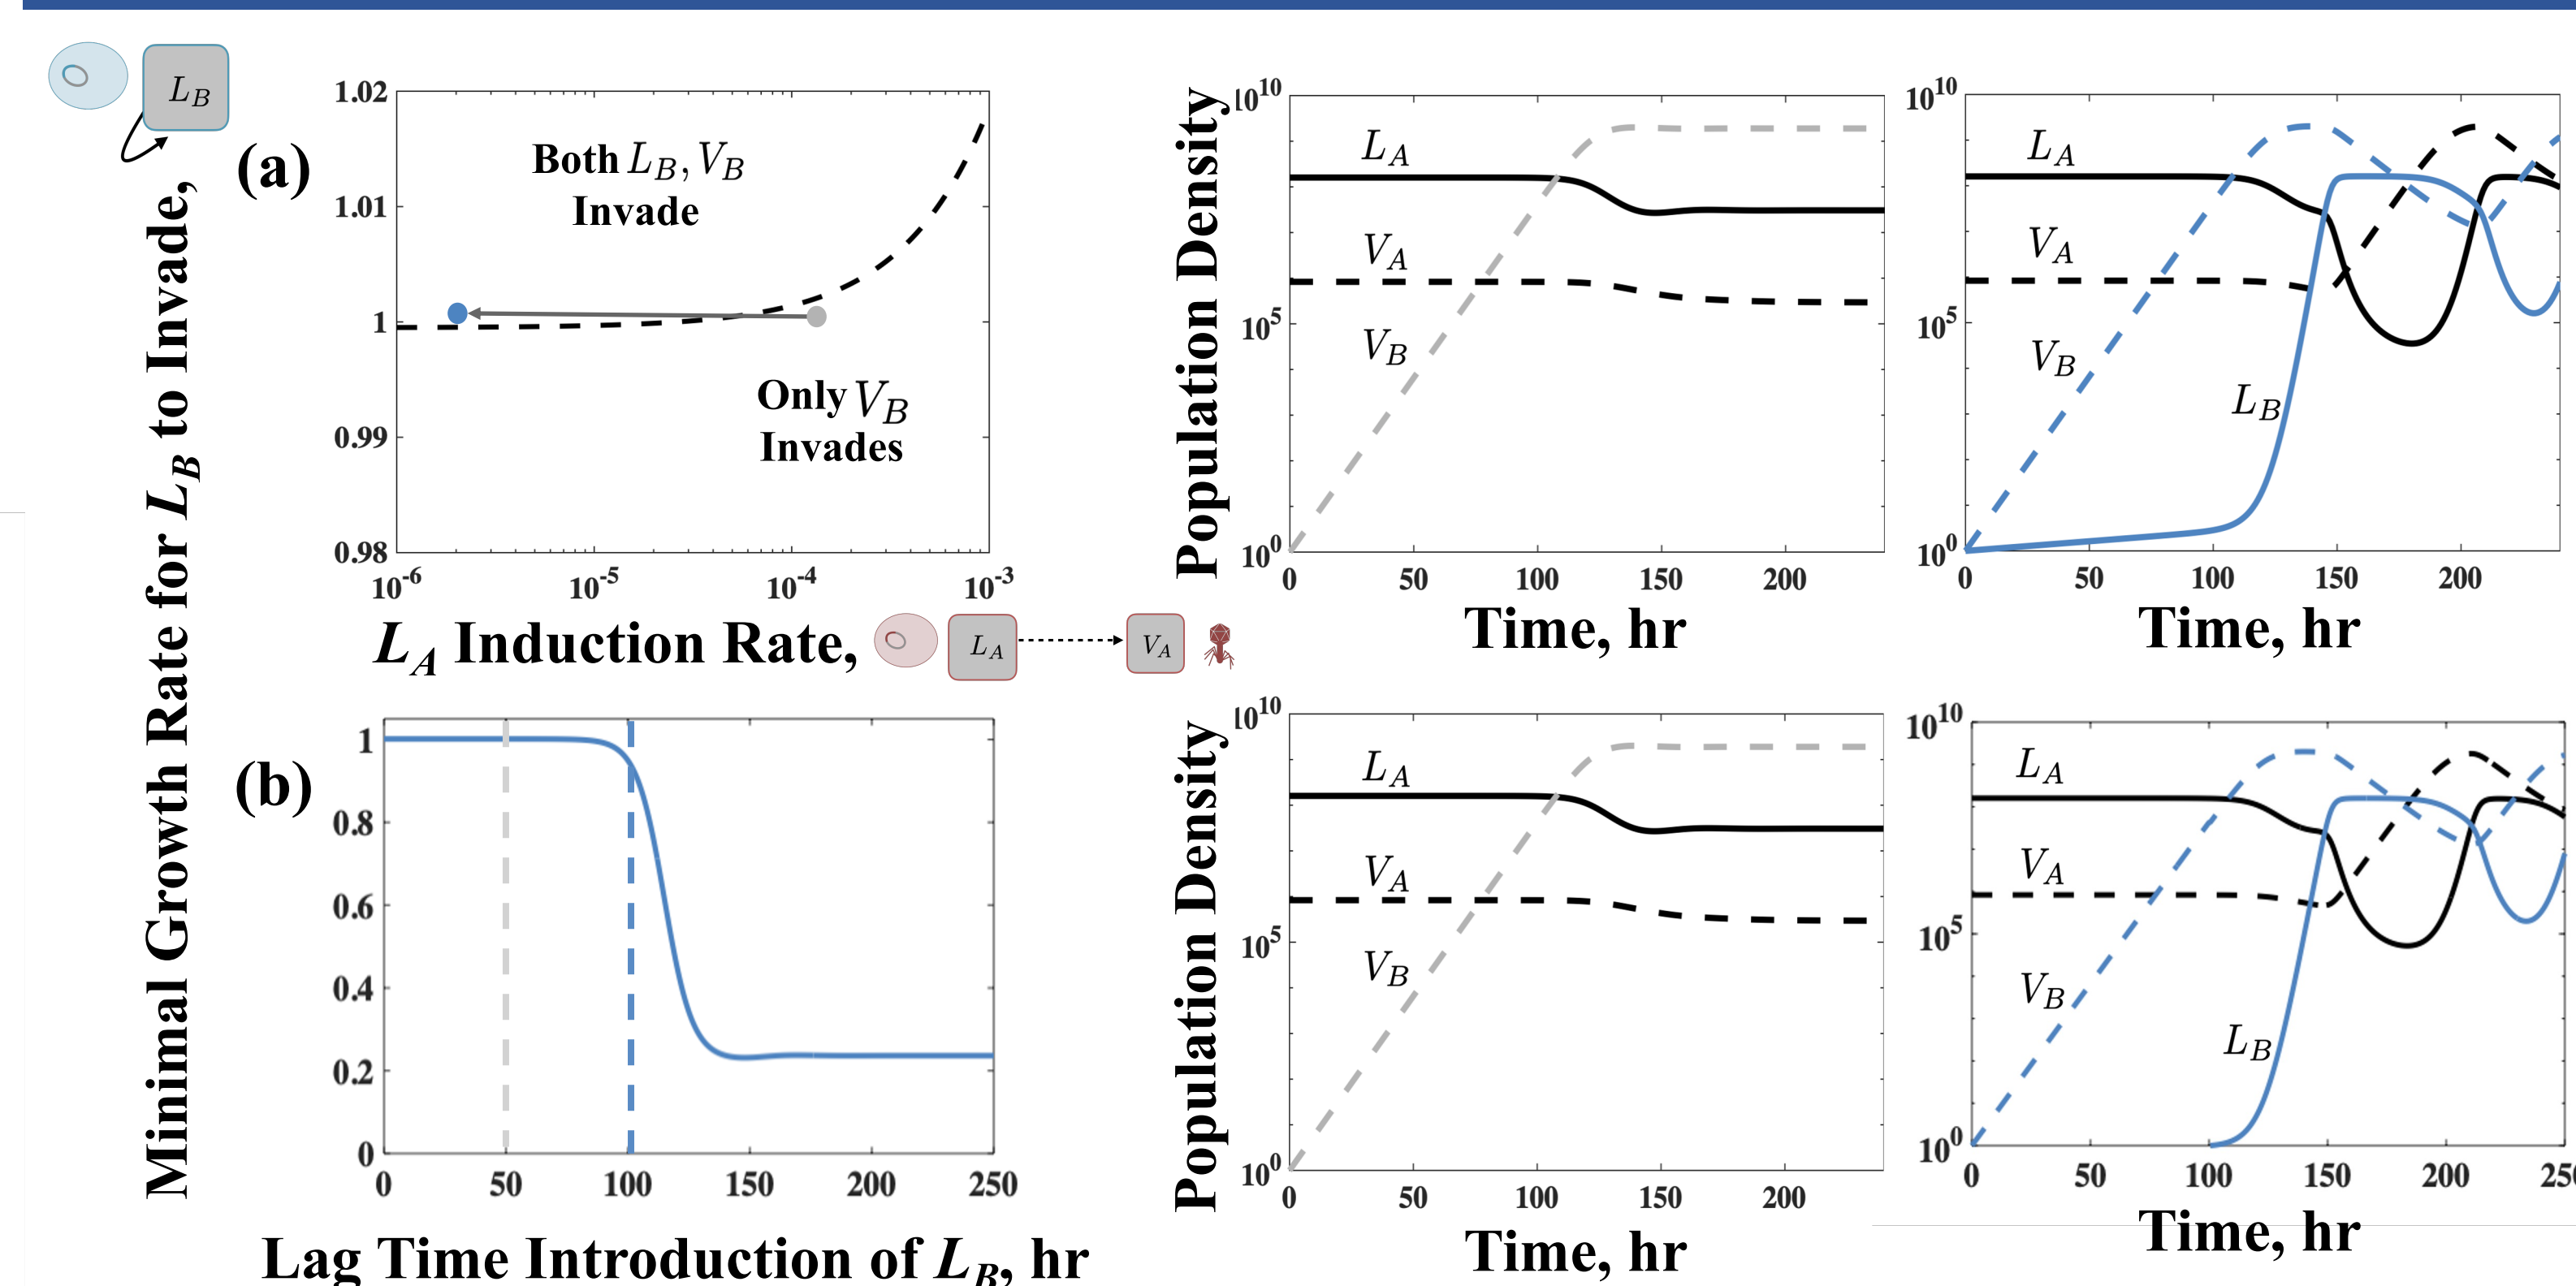 L_B
(a)
Minimal Growth Rate for L_B to Invade,
1.02
1.01
1
0.99
0.98
Both L_B, V_B
Invade
Only V_B
Invades
10^-6 10^-5 10^-4 10^-3
L_A Induction Rate,
L_A
V_A
Population Density
10^10
10^5
10^0
L_A
V_A
V_B
0 50 100 150 200
Time, hr
10^10
10^5
10^0
L_A
V_A
V_B
L_B
0 50 100 150 200
Time, hr
(b)
1
0.8
0.6
0.4
0.2
0
0 50 100 150 200 250
Lag Time Introduction of L_B, hr
Population Density
10^10
10^5
10^0
L_A
V_A
V_B
0 50 100 150 200
Time, hr
10^10
10^5
10^0
L_A
V_A
V_B
L_B
0 50 100 150 200
Time, hr